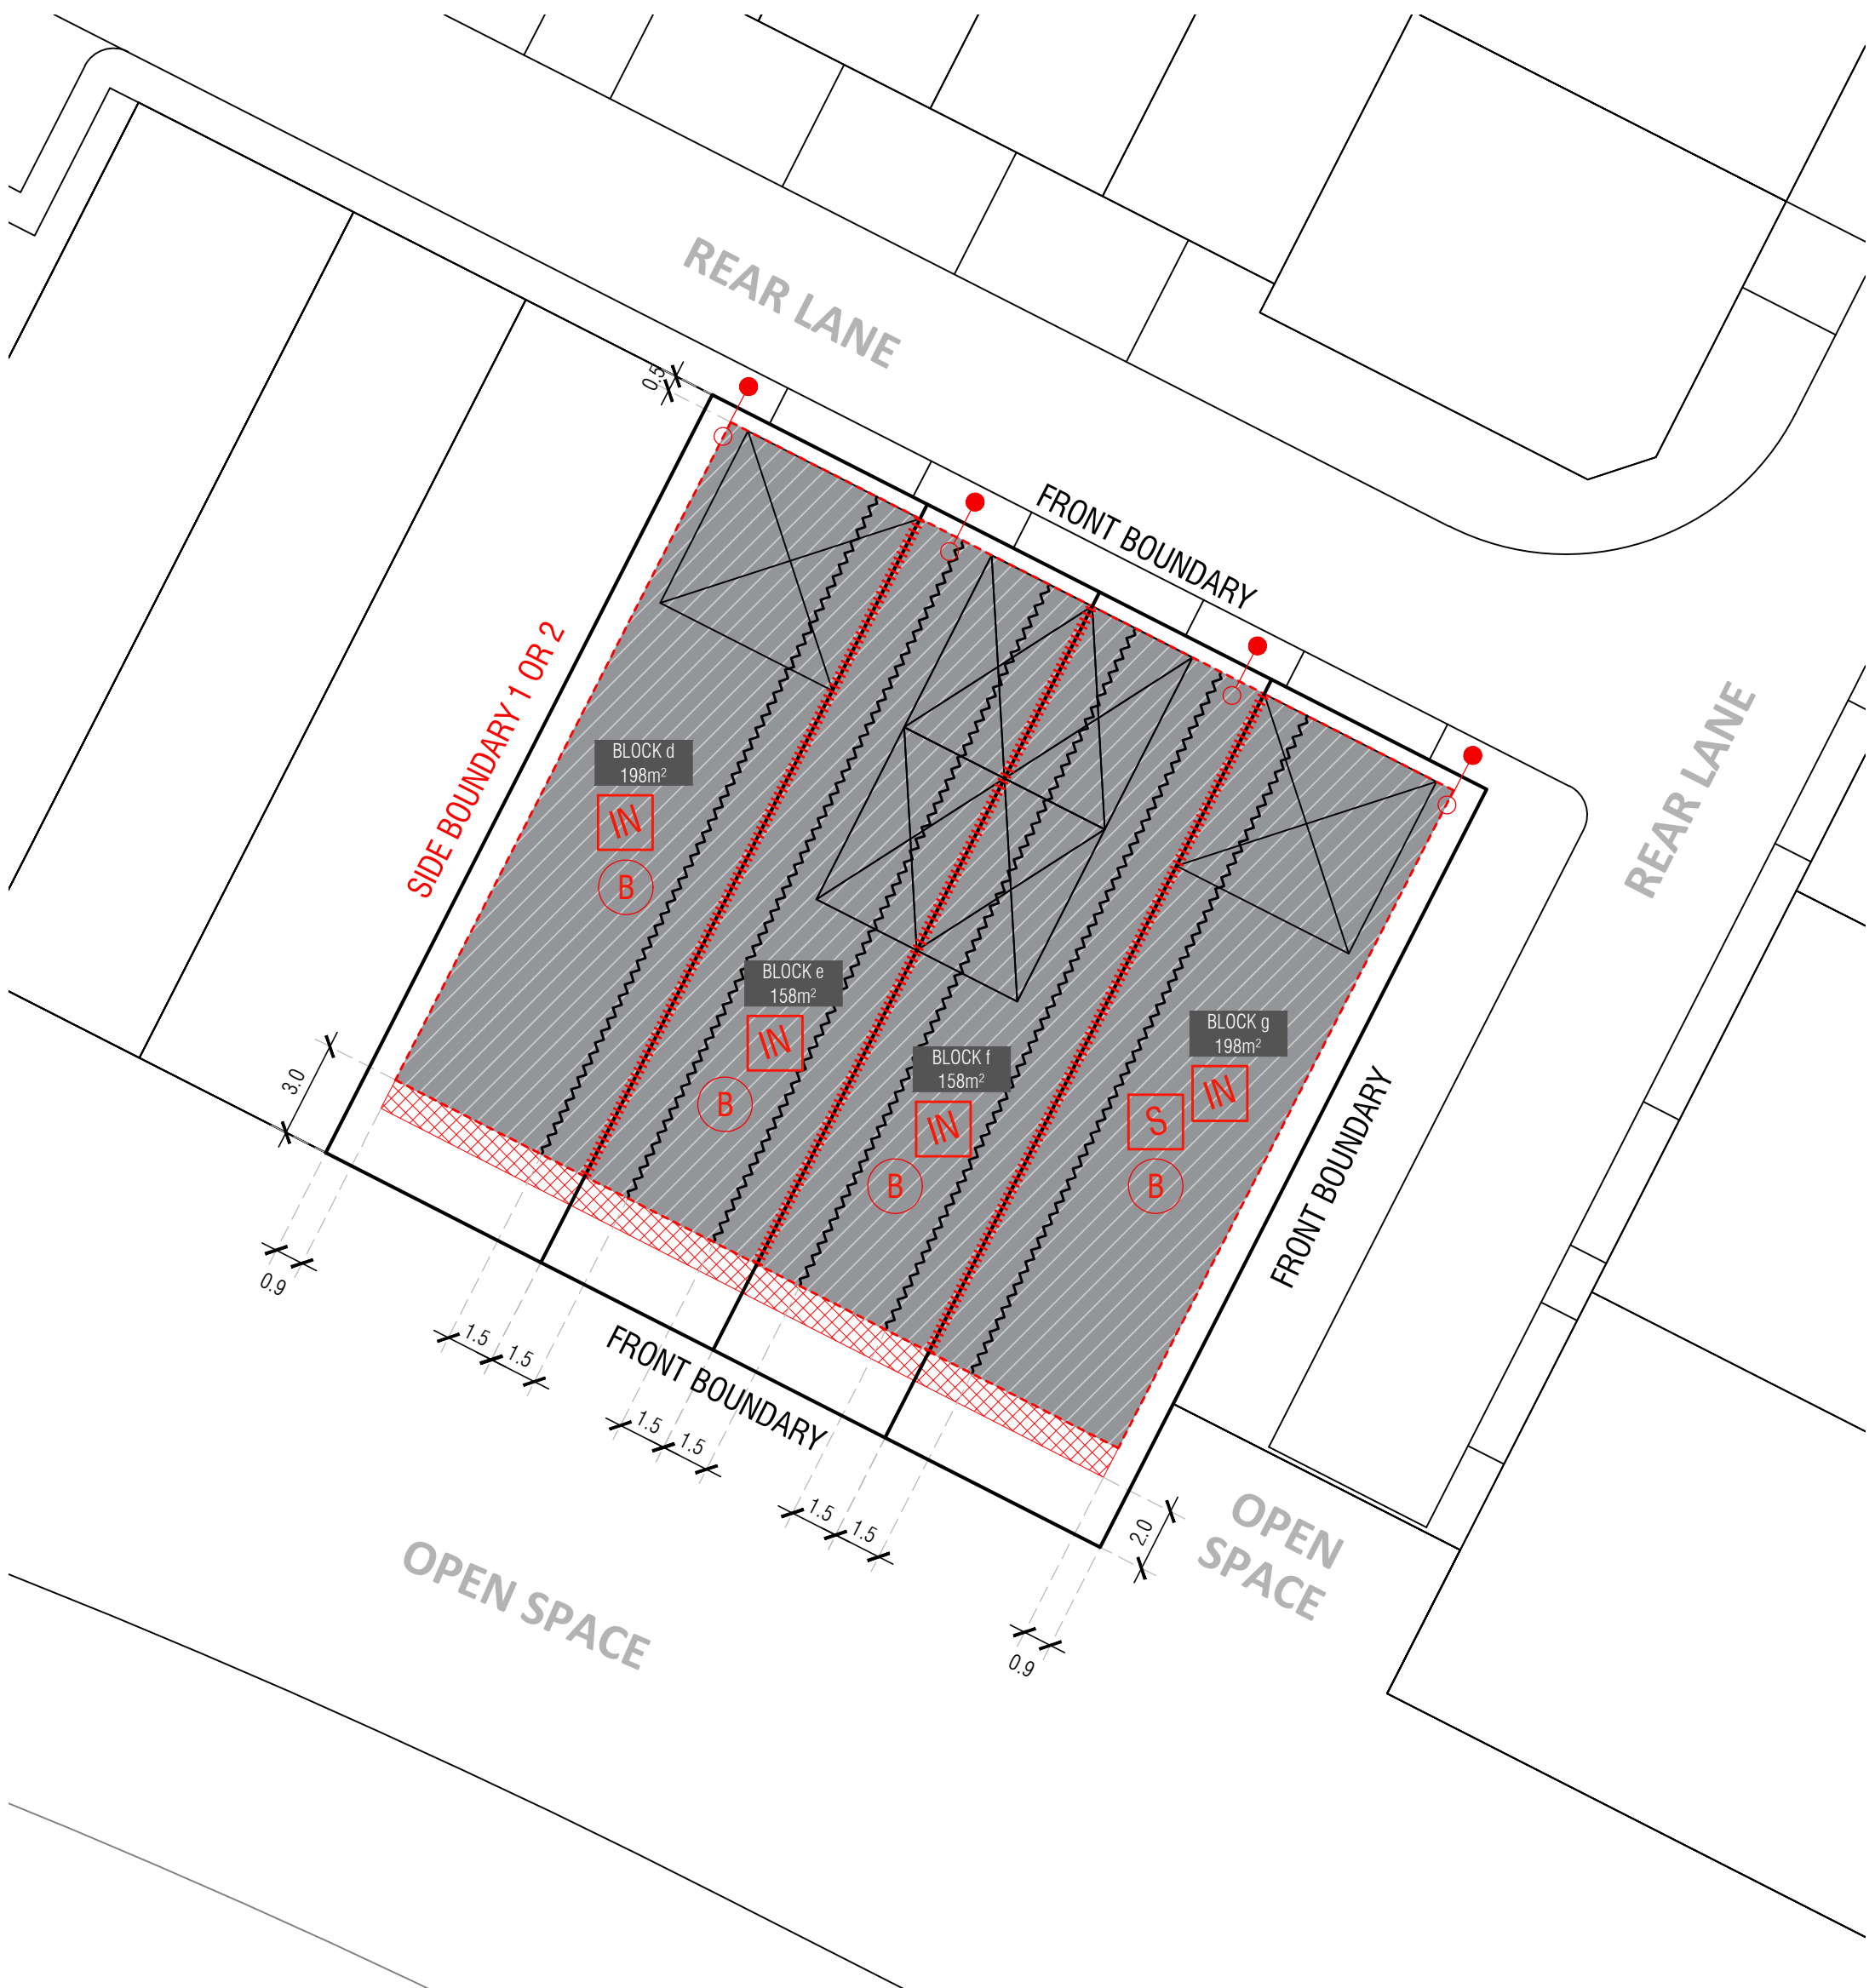 REAR LANE
0.5
FRONT BOUNDARY
SIDE BOUNDARY 1 OR 2
REAR LANE
BLOCK d
198m²
IN
B
BLOCK e
158m²
IN
B
BLOCK f
158m²
IN
B
BLOCK g
198m²
IN
S
B
FRONT BOUNDARY
3.0
0.9
1.5
1.5
FRONT BOUNDARY
1.5
1.5
1.5
1.5
2.0
0.9
OPEN SPACE
OPEN
SPACE